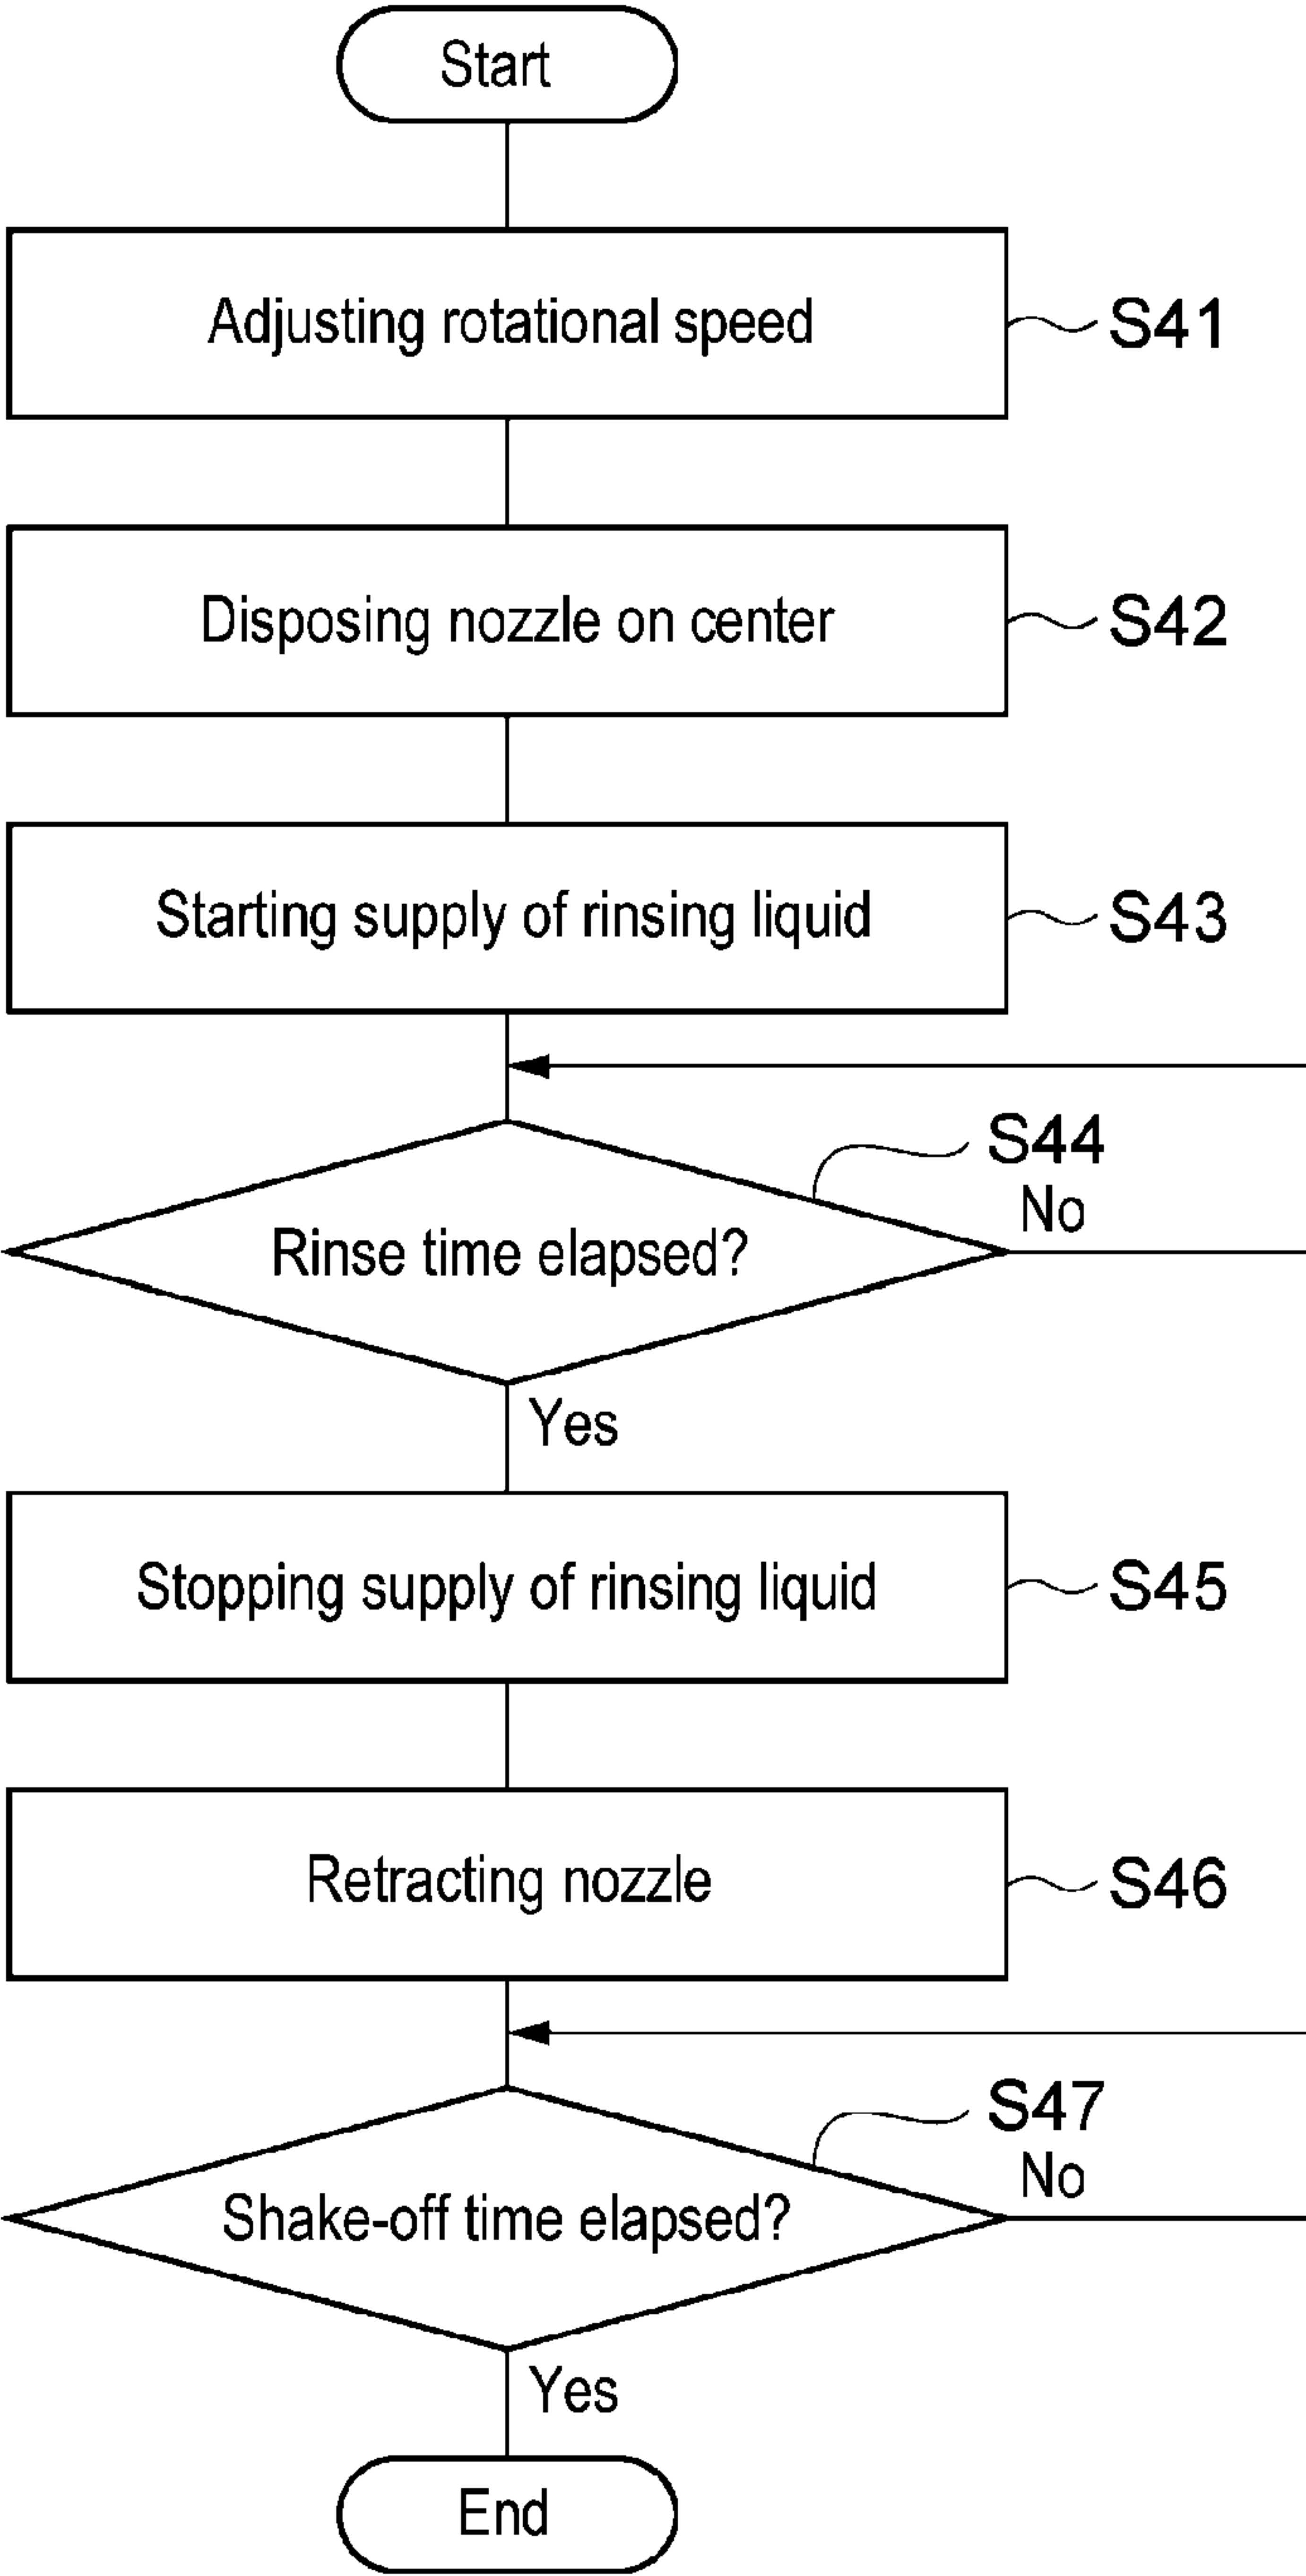 Start
Adjusting rotational speed
S41
Disposing nozzle on center
S42
Starting supply of rinsing liquid
S43
S44
No
Rinse time elapsed?
Yes
Stopping supply of rinsing liquid
S45
Retracting nozzle
S46
S47
No
Shake-off time elapsed?
Yes
End